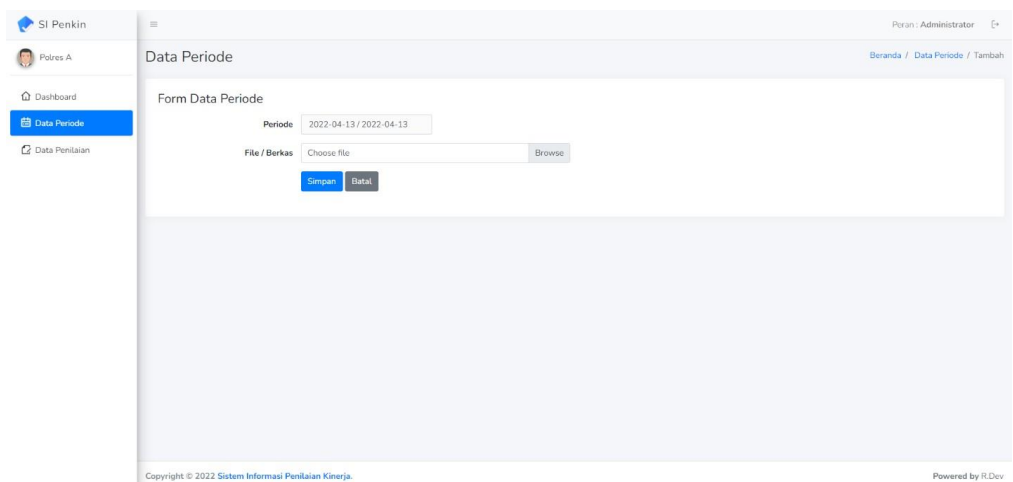 SI Penkin
Peran : Administrator
Polres A
Data Periode
Beranda / Data Periode / Tambah
Dashboard
Data Periode
Data Penilaian
Form Data Periode
Periode 2022-04-13 / 2022-04-13
File / Berkas Choose file Browse
Simpan Batal
Copyright © 2022 Sistem Informasi Penilaian Kinerja.
Powered by R.Dev